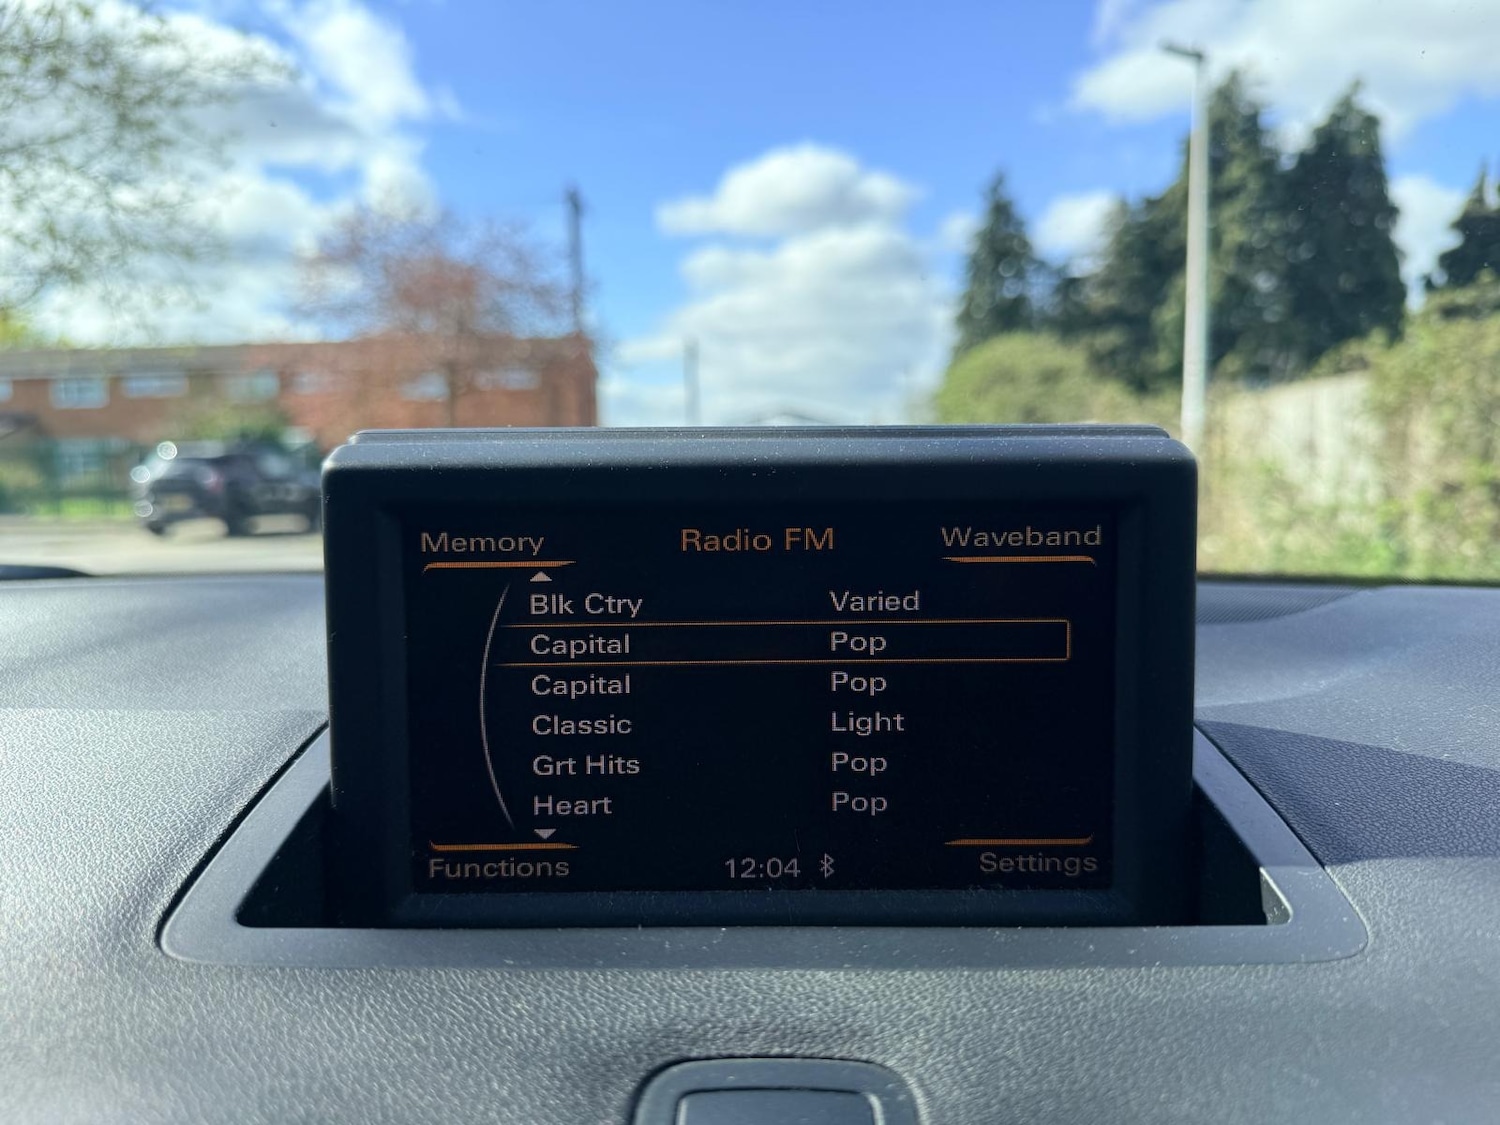 Memory Radio FM Waveband
Blk Ctry Varied
Capital Pop
Capital Pop
Classic Light
Grt Hits Pop
Heart Pop
Functions 12:04 Settings